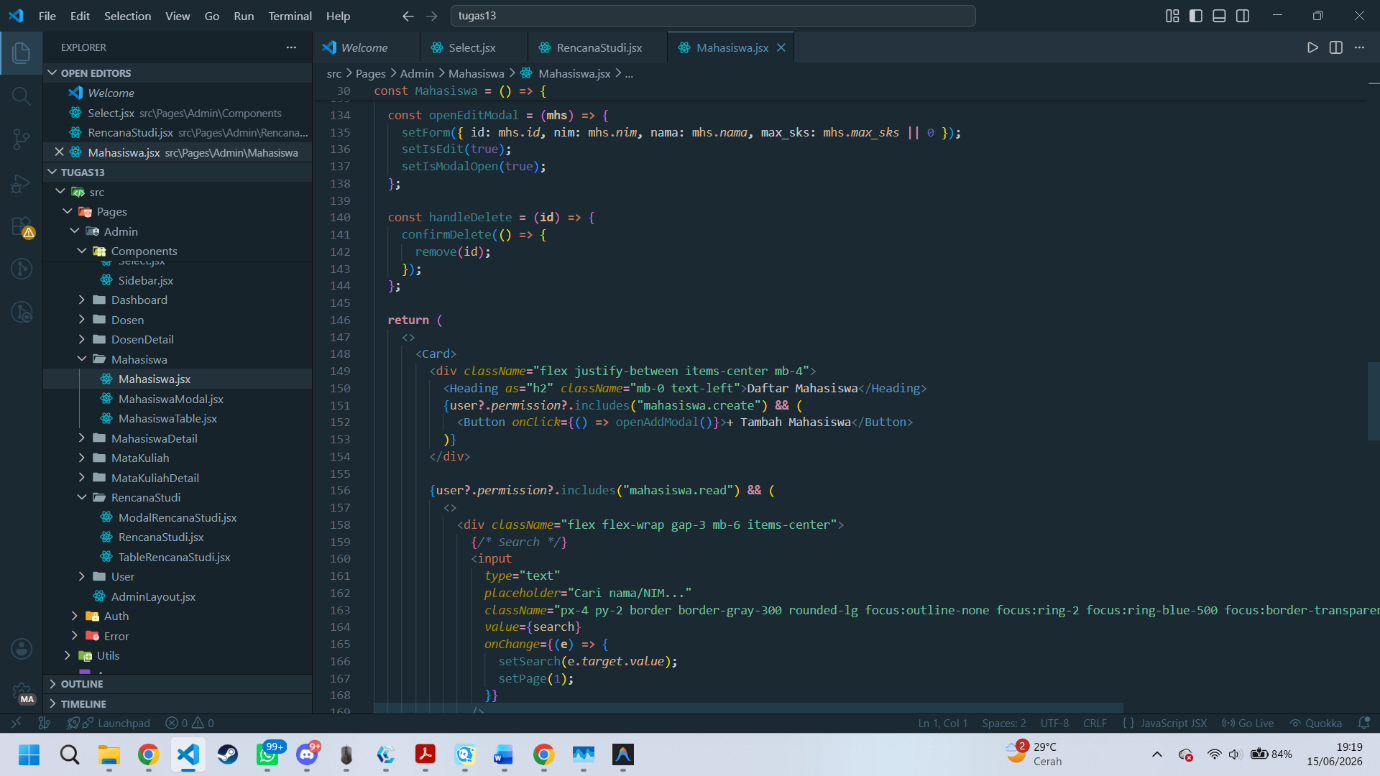 File Edit Selection View Go Run Terminal Help
tugas13
EXPLORER
OPEN EDITORS
Welcome
Select.jsx src\Pages\Admin\Components
RencanaStudi.jsx src\Pages\Admin\Rencana...
Mahasiswa.jsx src\Pages\Admin\Mahasiswa
TUGAS13
src
Pages
Admin
Components
Select.jsx
Sidebar.jsx
Dashboard
Dosen
DosenDetail
Mahasiswa
Mahasiswa.jsx
MahasiswaModal.jsx
MahasiswaTable.jsx
MahasiswaDetail
MataKuliah
MataKuliahDetail
RencanaStudi
ModalRencanaStudi.jsx
RencanaStudi.jsx
TableRencanaStudi.jsx
User
AdminLayout.jsx
Auth
Error
Utils
OUTLINE
TIMELINE
MA
Welcome Select.jsx RencanaStudi.jsx Mahasiswa.jsx
src > Pages > Admin > Mahasiswa > Mahasiswa.jsx > ...
30 const Mahasiswa = () => {
134 const openEditModal = (mhs) => {
135 setForm({ id: mhs.id, nim: mhs.nim, nama: mhs.nama, max_sks: mhs.max_sks || 0 });
136 setIsEdit(true);
137 setIsModalOpen(true);
138 };
139
140 const handleDelete = (id) => {
141 confirmDelete(() => {
142 remove(id);
143 });
144 };
145
146 return (
147 <>
148 <Card>
149 <div className="flex justify-between items-center mb-4">
150 <Heading as="h2" className="mb-0 text-left">Daftar Mahasiswa</Heading>
151 {user?.permission?.includes("mahasiswa.create") && (
152 <Button onClick={() => openAddModal()}>+ Tambah Mahasiswa</Button>
153 )}
154 </div>
155
156 {user?.permission?.includes("mahasiswa.read") && (
157 <>
158 <div className="flex flex-wrap gap-3 mb-6 items-center">
159 {/* Search */}
160 <input
161 type="text"
162 placeholder="Cari nama/NIM..."
163 className="px-4 py-2 border border-gray-300 rounded-lg focus:outline-none focus:ring-2 focus:ring-blue-500 focus:border-transparen
164 value={search}
165 onChange={(e) => {
166 setSearch(e.target.value);
167 setPage(1);
168 }}
169 />
Launchpad 0 0 Ln 1, Col 1 Spaces: 2 UTF-8 CRLF { } JavaScript JSX Go Live Quokka
99+ 9+
2 29°C
Cerah
84%
19:19
15/06/2026